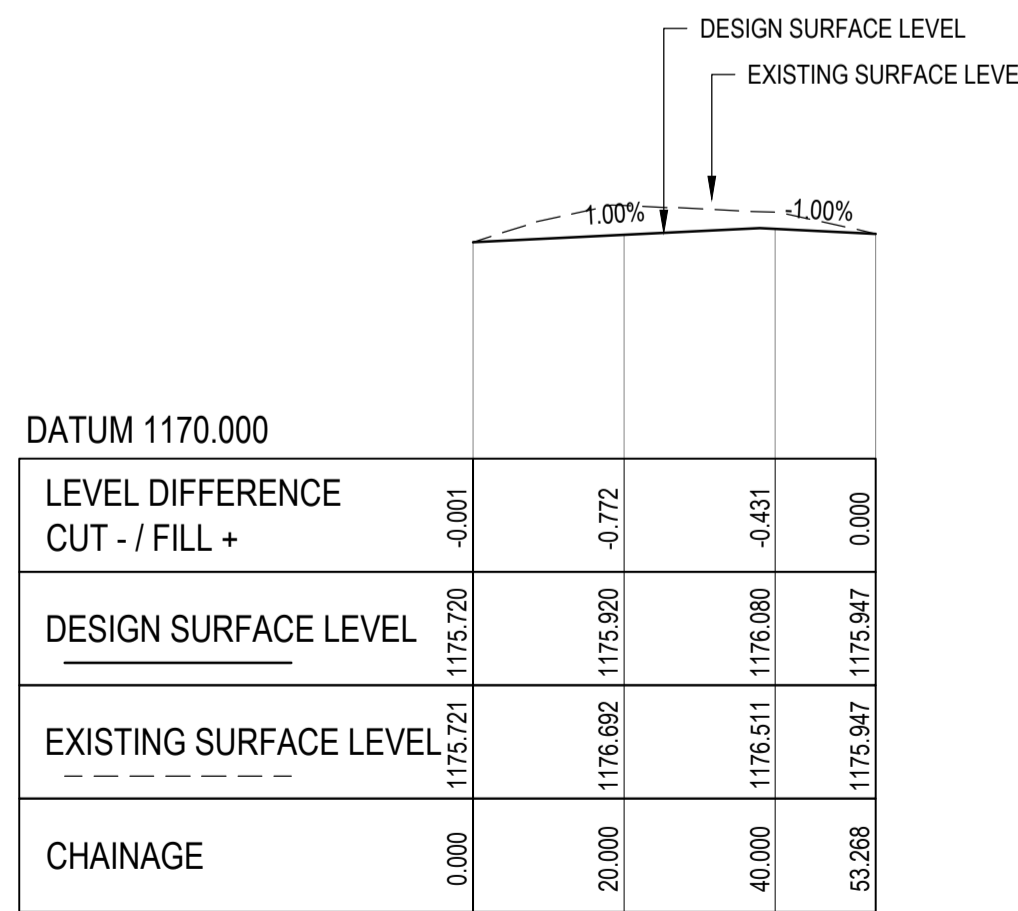 DESIGN SURFACE LEVEL
EXISTING SURFACE LEVE
1.00%
-1.00%
DATUM 1170.000
LEVEL DIFFERENCE
CUT - / FILL +
-0.001
-0.772
-0.431
0.000
DESIGN SURFACE LEVEL
1175.720
1175.920
1176.080
1175.947
EXISTING SURFACE LEVEL
1175.721
1176.692
1176.511
1175.947
CHAINAGE
0.000
20.000
40.000
53.268